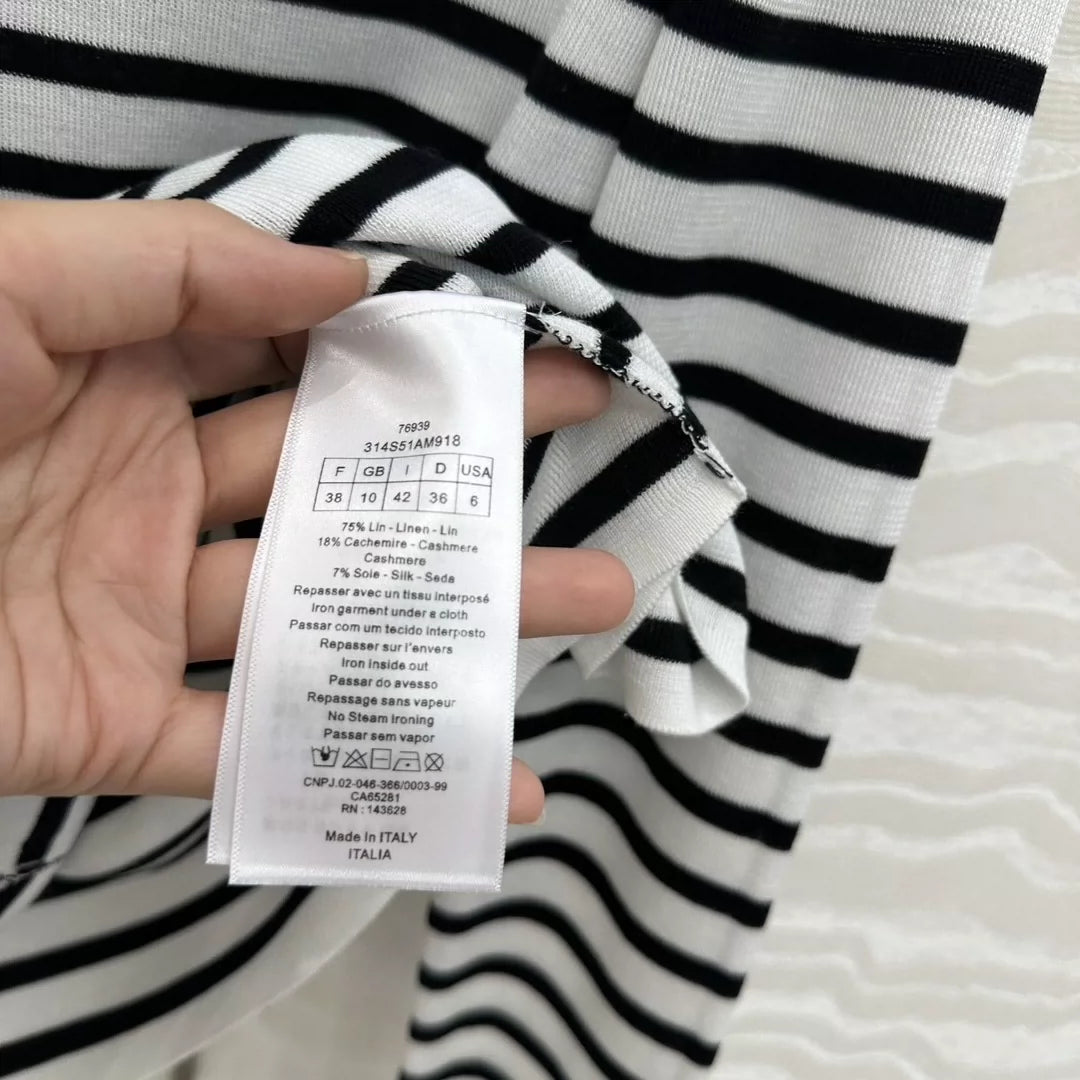 76939
314S51AM918
F GB I D USA
38 10 42 36 6
75% Lin - Linen - Lin
18% Cachemire - Cashmere
Cashmere
7% Soie - Silk - Seda
Repasser avec un tissu interposé
Iron garment under a cloth
Passar com um tecido interposto
Repasser sur l'envers
Iron inside out
Passar do avesso
Repassage sans vapeur
No Steam ironing
Passar sem vapor
CNPJ.02-046-366/0003-99
CA65281
RN : 143628
Made in ITALY
ITALIA